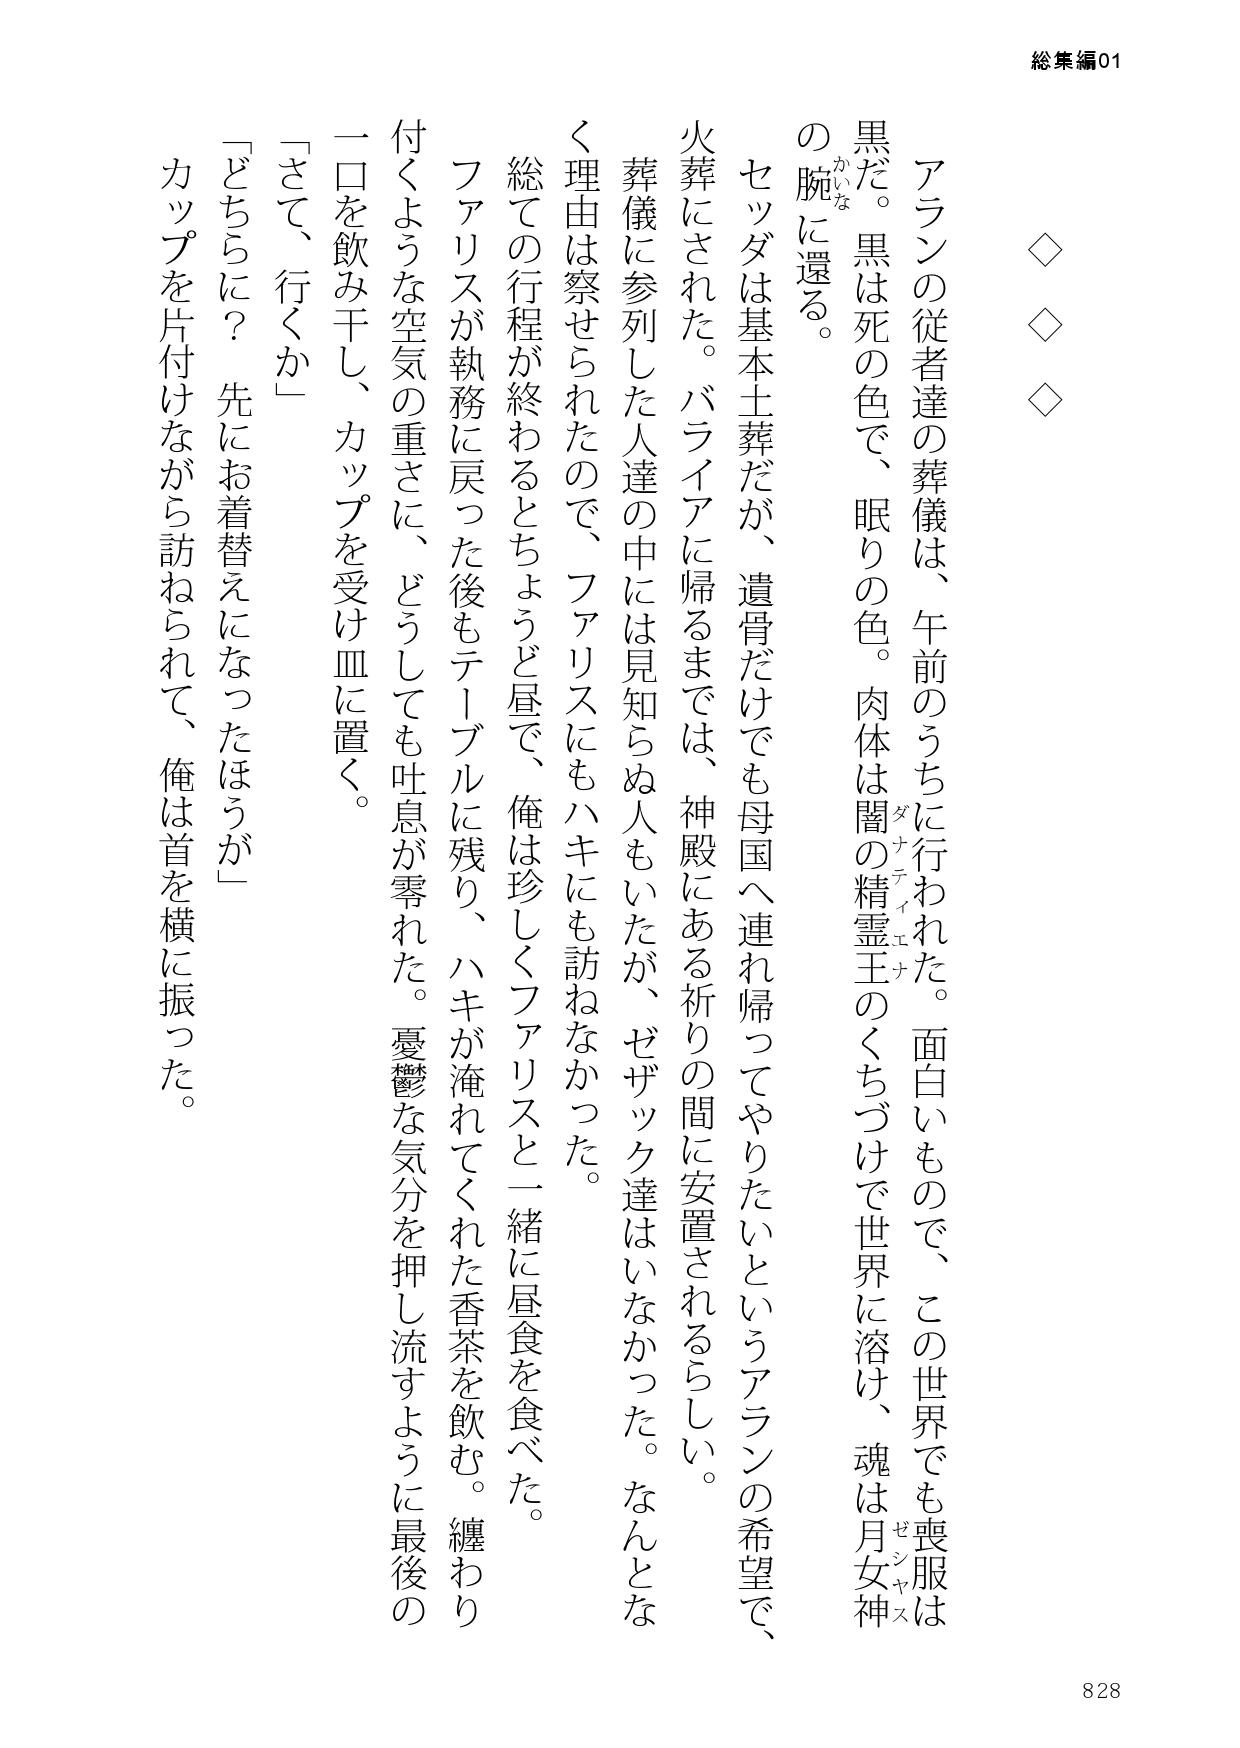 総集編01
◇　◇　◇
　アランの従者達の葬儀は、午前のうちに行われた。面白いもので、この世界でも喪服は
黒だ。黒は死の色で、眠りの色。肉体は闇の精霊王のくちづけで世界に溶け、魂は月女神
ダナティエナ
ゼシヤス
の腕に還る。
かいな
　セッダは基本土葬だが、遺骨だけでも母国へ連れ帰ってやりたいというアランの希望で、
火葬にされた。バライアに帰るまでは、神殿にある祈りの間に安置されるらしい。
　葬儀に参列した人達の中には見知らぬ人もいたが、ゼザック達はいなかった。なんとな
く理由は察せられたので、ファリスにもハキにも訪ねなかった。
　総ての行程が終わるとちょうど昼で、俺は珍しくファリスと一緒に昼食を食べた。
　ファリスが執務に戻った後もテーブルに残り、ハキが淹れてくれた香茶を飲む。纏わり
付くような空気の重さに、どうしても吐息が零れた。憂鬱な気分を押し流すように最後の
一口を飲み干し、カップを受け皿に置く。
「さて、行くか」
「どちらに？　先にお着替えになったほうが」
　カップを片付けながら訪ねられて、俺は首を横に振った。
828